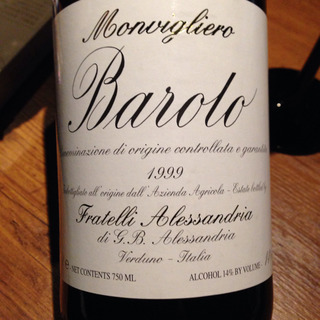 Monvigliero
Barolo
Denominazione di origine controllata e garantita
1999
all'origine dall'Azienda Agricola - Estate bottled by
Fratelli Alessandria
di G.B. Alessandria
Verduno - Italia
e NET CONTENTS 750 ML
ALCOHOL 14% BY VOLUME